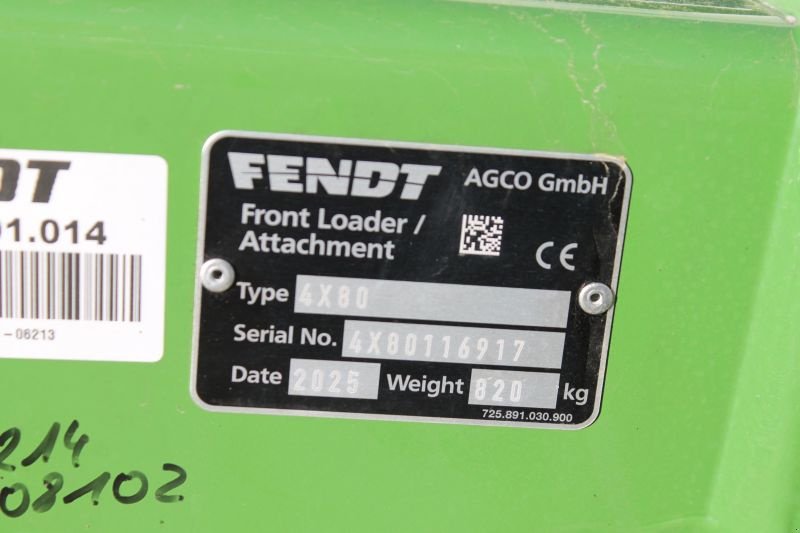 FENDT AGCO GmbH
Front Loader /
Attachment
CE
Type 4X80
Serial No. 4X80116917
Date 2025 Weight 820 kg
725.891.030.900
DT
01.014
-06213
214
08102